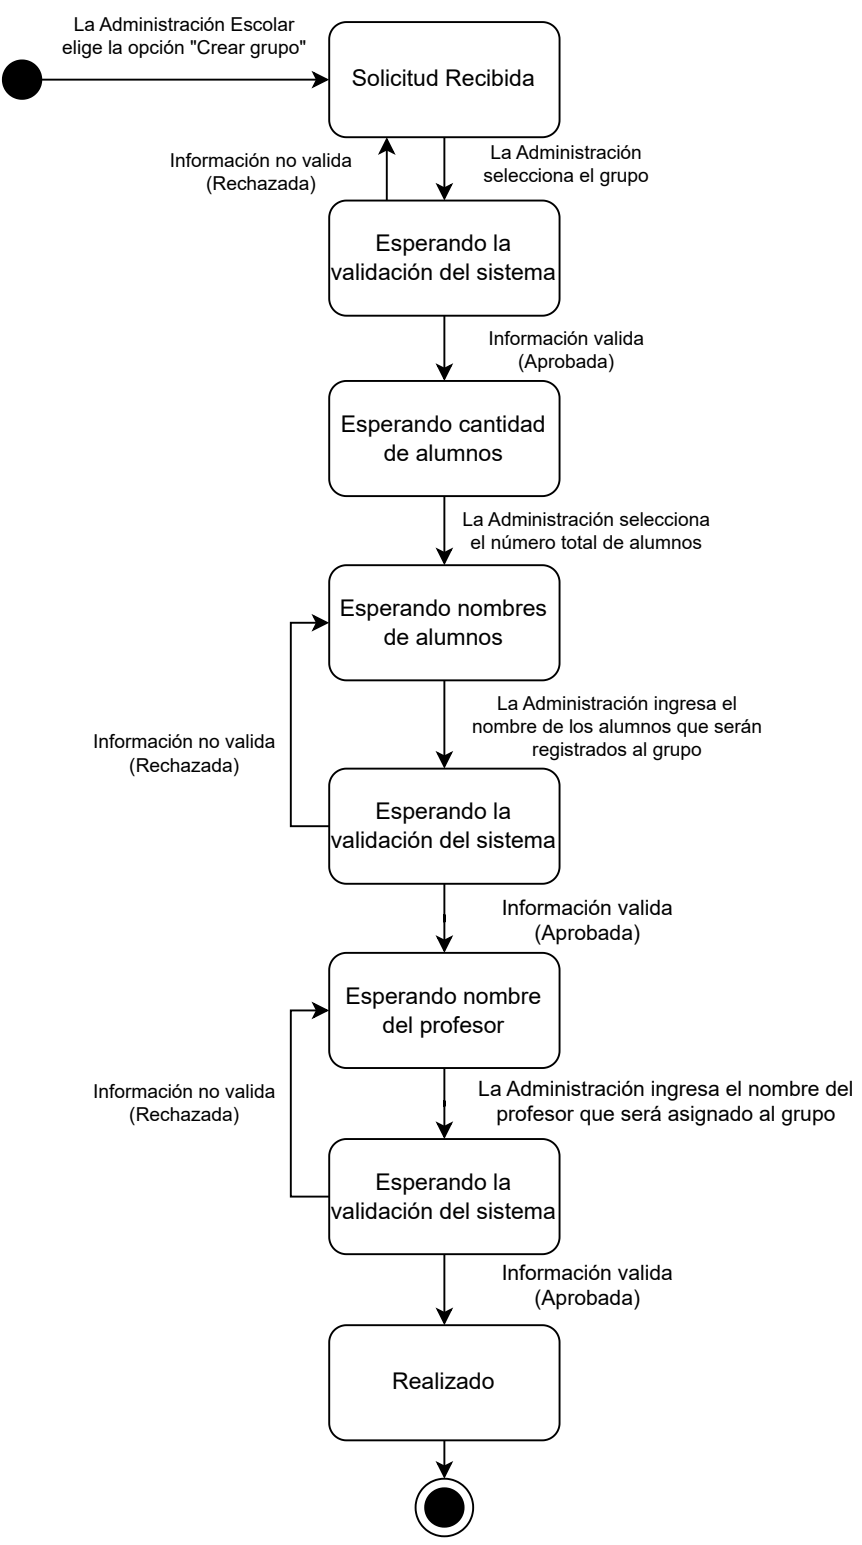 La Administración Escolar
elige la opción "Crear grupo"
Solicitud Recibida
Información no valida
(Rechazada)
La Administración
selecciona el grupo
Esperando la
validación del sistema
Información valida
(Aprobada)
Esperando cantidad
de alumnos
La Administración selecciona
el número total de alumnos
Esperando nombres
de alumnos
La Administración ingresa el
nombre de los alumnos que serán
registrados al grupo
Información no valida
(Rechazada)
Esperando la
validación del sistema
Información valida
(Aprobada)
Esperando nombre
del profesor
Información no valida
(Rechazada)
La Administración ingresa el nombre del
profesor que será asignado al grupo
Esperando la
validación del sistema
Información valida
(Aprobada)
Realizado